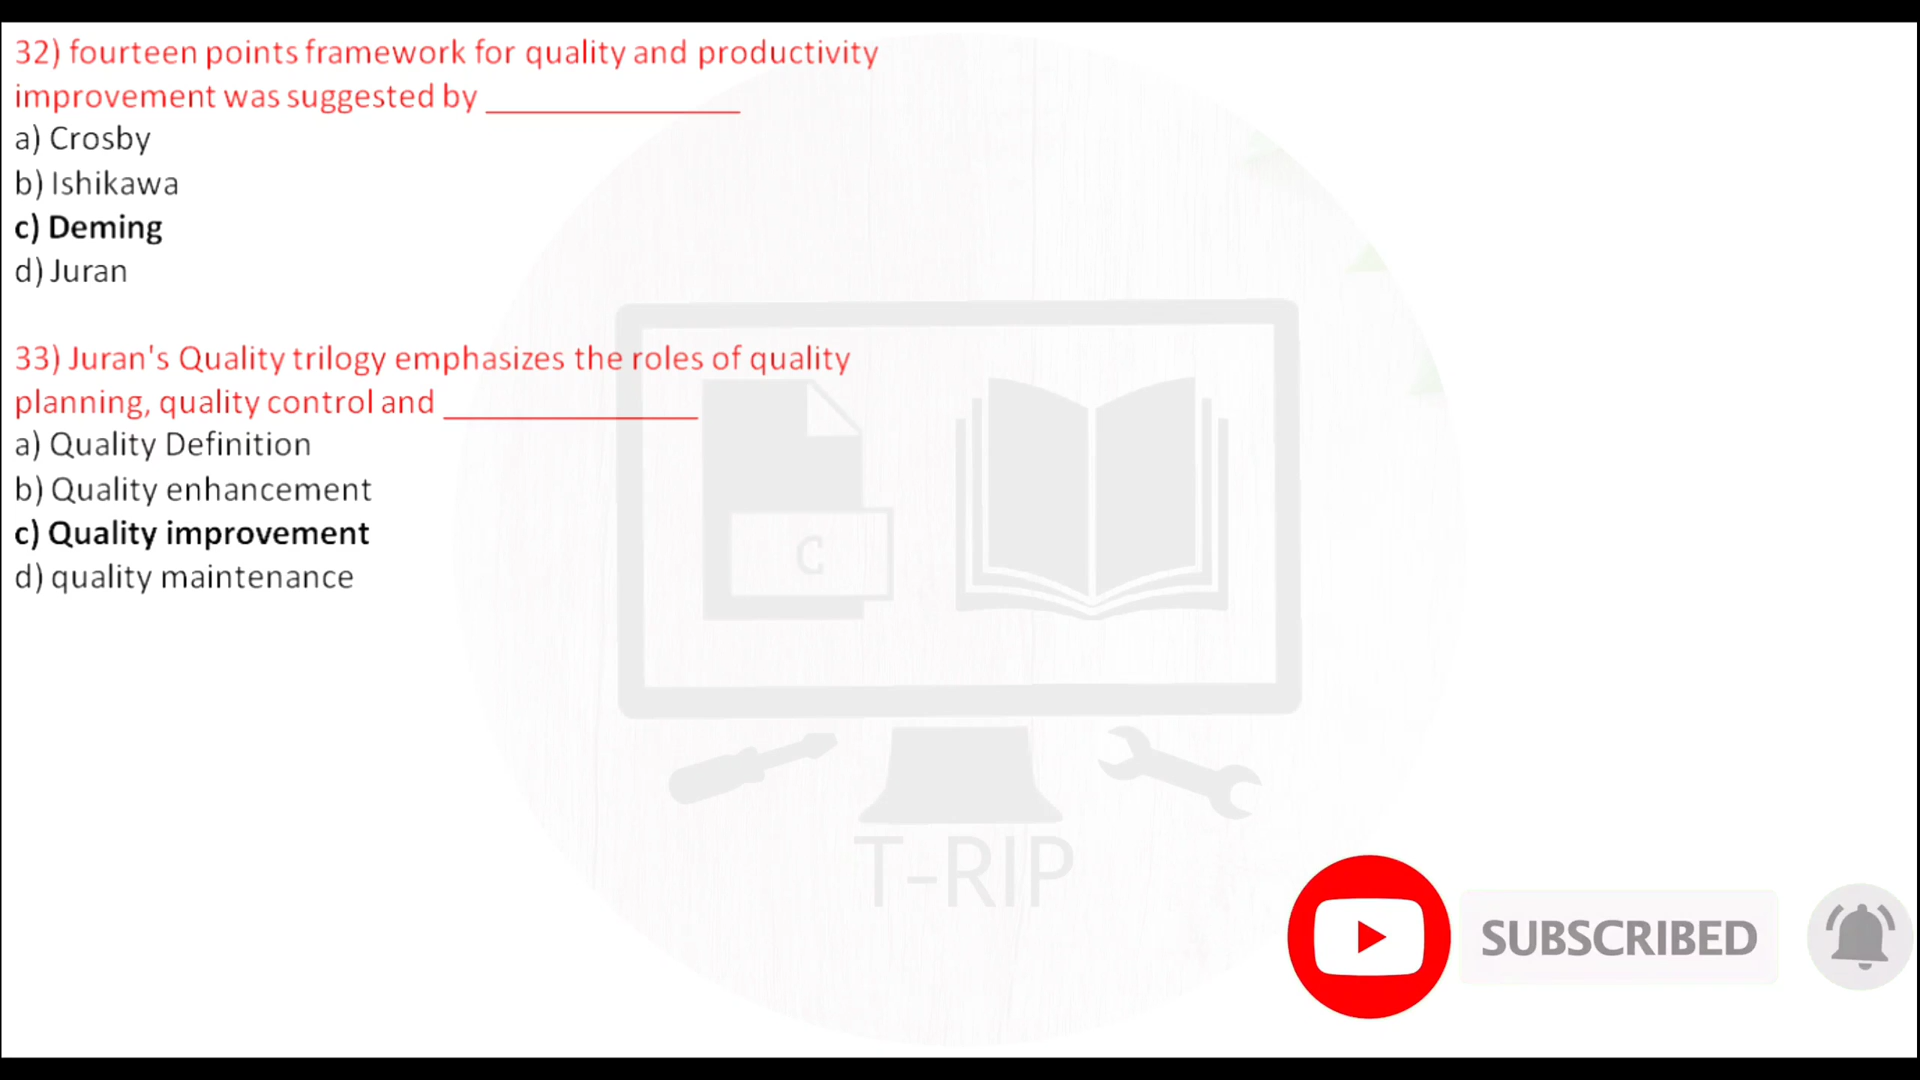 32) fourteen points framework for quality and productivity
improvement was suggested by _______________
a) Crosby
b) Ishikawa
c) Deming
d) Juran
33) Juran's Quality trilogy emphasizes the roles of quality
planning, quality control and _______________
a) Quality Definition
b) Quality enhancement
c) Quality improvement
d) quality maintenance
C
T-RIP
SUBSCRIBED